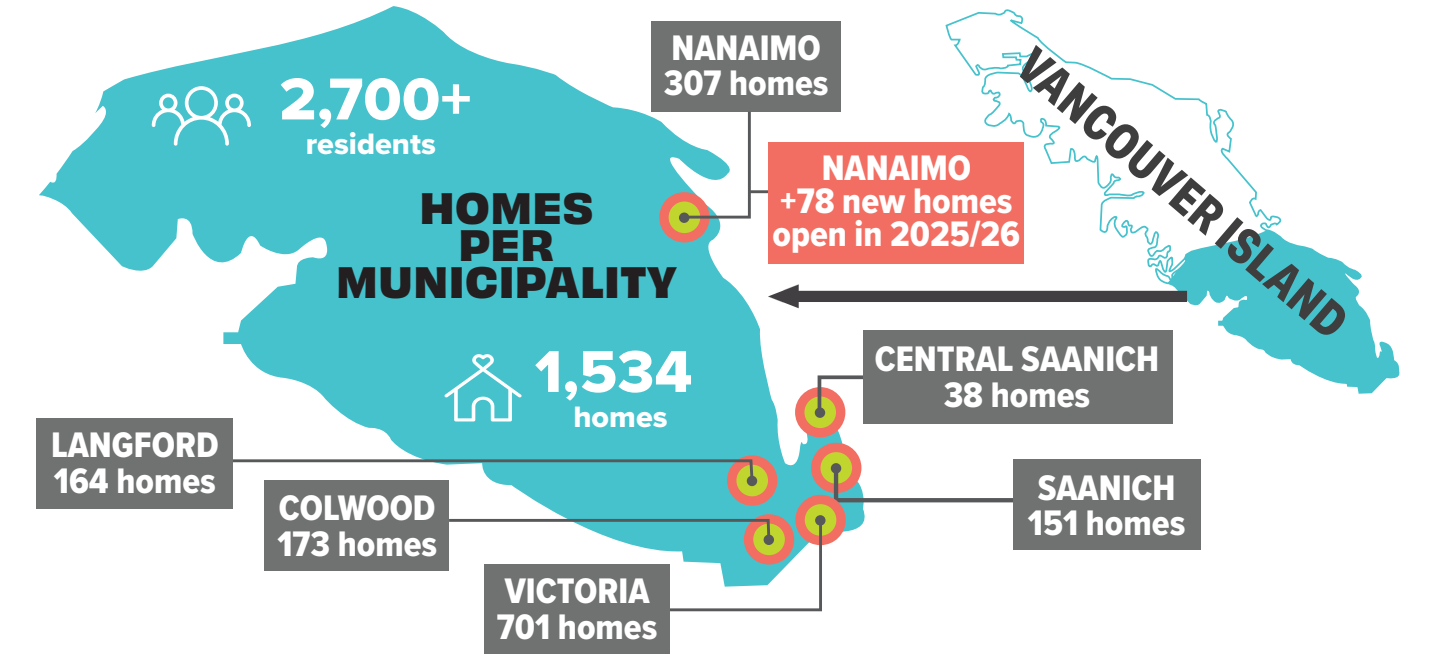 2,700+
residents
HOMES
PER
MUNICIPALITY
1,534
homes
NANAIMO
307 homes
NANAIMO
+78 new homes
open in 2025/26
VANCOUVER ISLAND
CENTRAL SAANICH
38 homes
LANGFORD
164 homes
COLWOOD
173 homes
SAANICH
151 homes
VICTORIA
701 homes